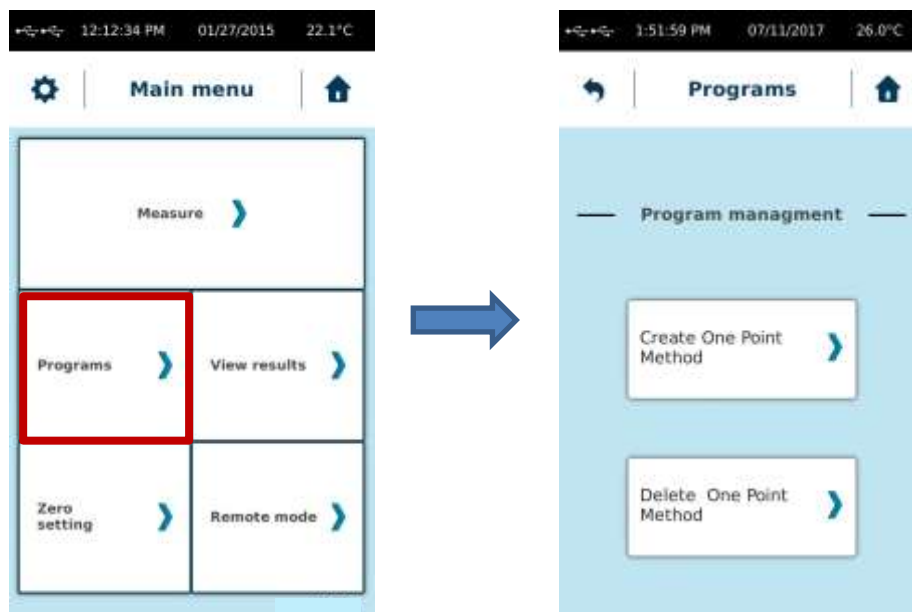 12:12:34 PM 01/27/2015 22.1°C
Main menu
Measure
Programs
View results
Zero
setting
Remote mode
1:51:59 PM 07/11/2017 26.0°C
Programs
Program managment
Create One Point
Method
Delete One Point
Method